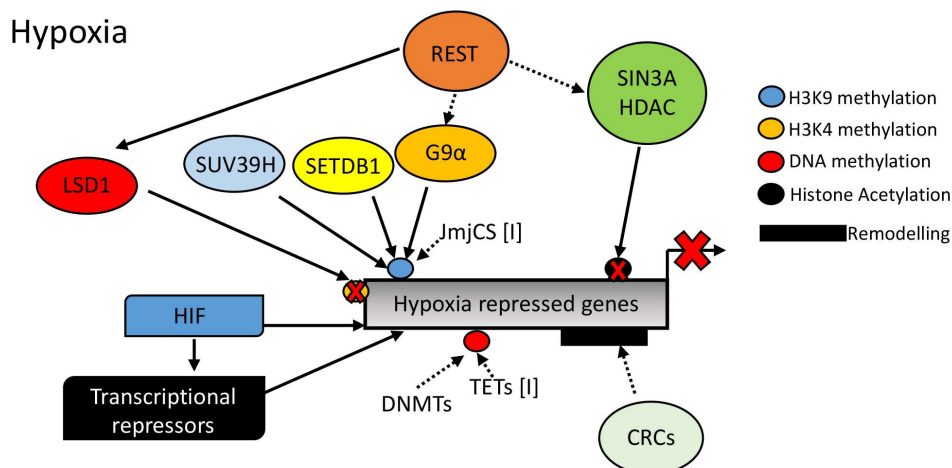 Hypoxia
REST
SIN3A
HDAC
H3K9 methylation
H3K4 methylation
DNA methylation
Histone Acetylation
Remodelling
LSD1
SUV39H
SETDB1
G9α
JmjCS [I]
Hypoxia repressed genes
HIF
Transcriptional
repressors
DNMTs
TETs [I]
CRCs